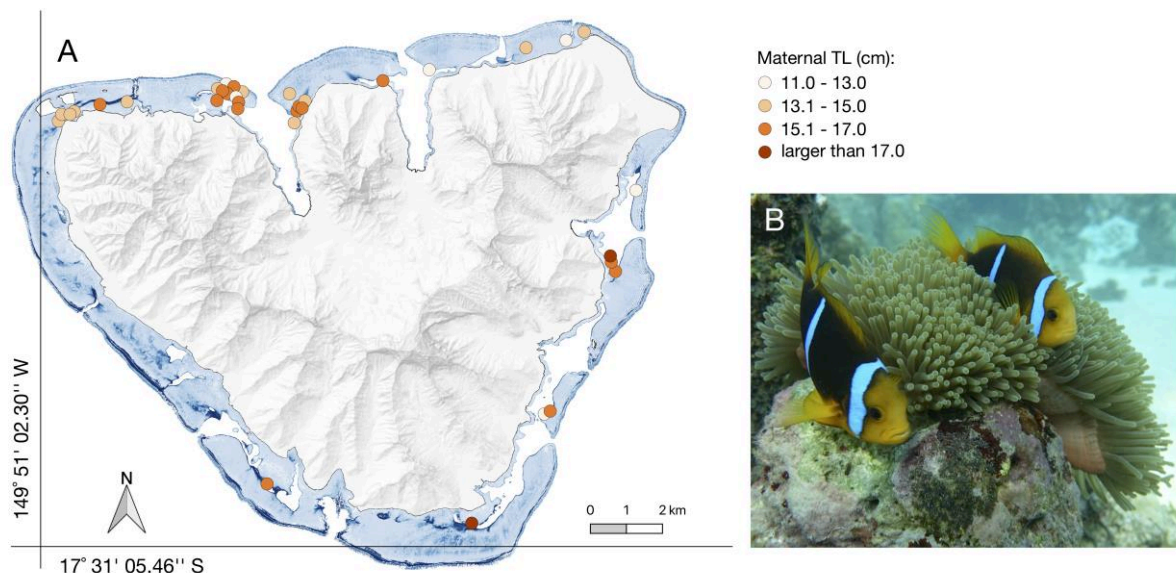 A
Maternal TL (cm):
11.0 - 13.0
13.1 - 15.0
15.1 - 17.0
larger than 17.0
B
149° 51' 02.30'' W
N
0 1 2 km
17° 31' 05.46'' S